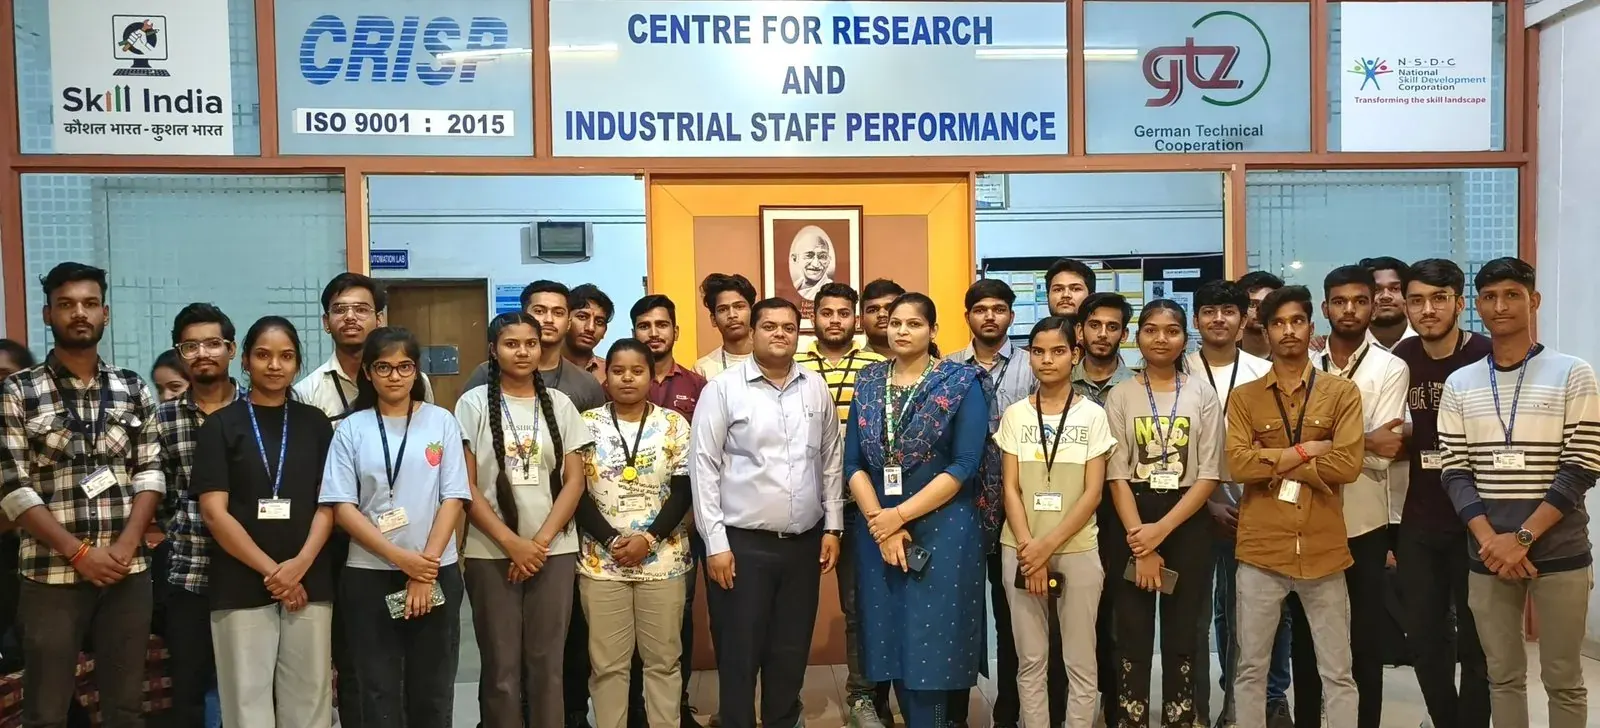 Skill India
कौशल भारत - कुशल भारत
CRISP
ISO 9001 : 2015
CENTRE FOR RESEARCH
AND
INDUSTRIAL STAFF PERFORMANCE
gtz
German Technical
Cooperation
N·S·D·C
National
Skill Development
Corporation
Transforming the skill landscape
AUTOMATION LAB